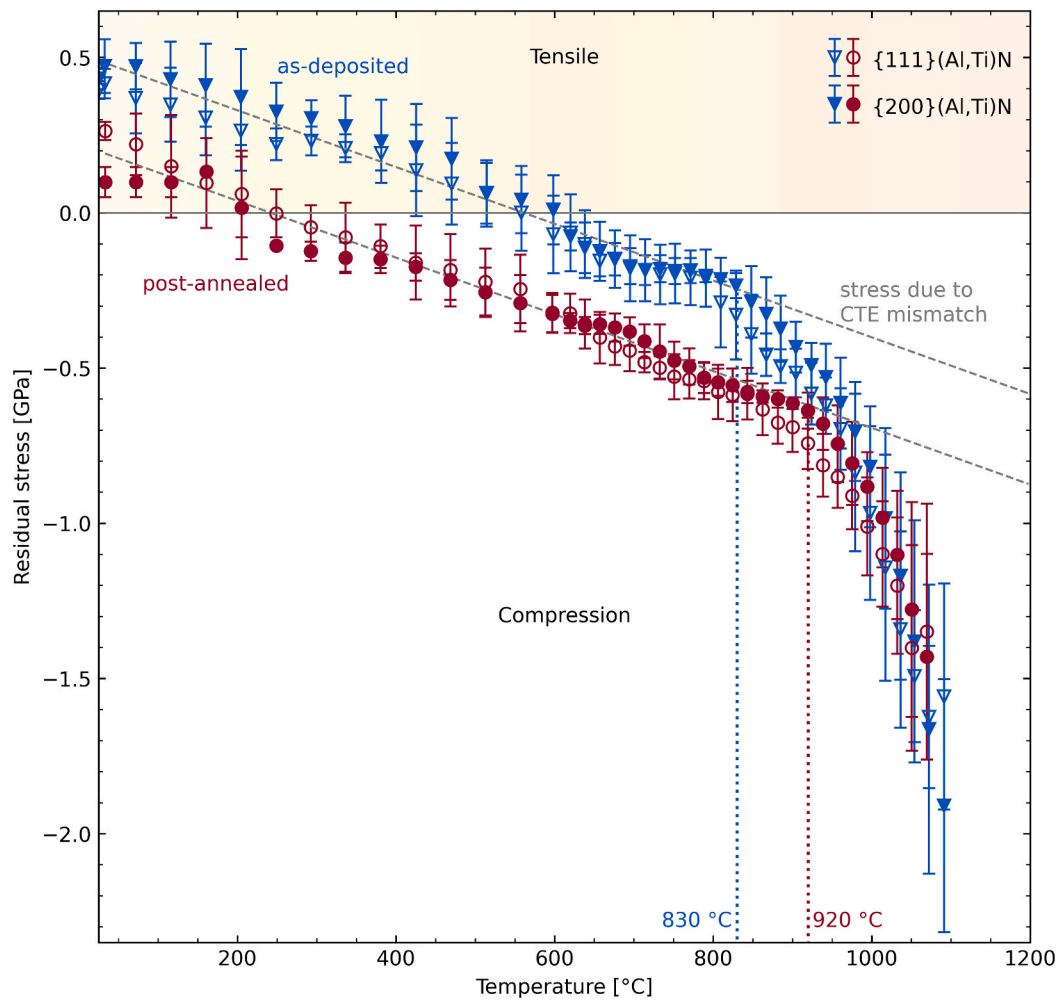 Tensile
as-deposited
{111}(Al,Ti)N
{200}(Al,Ti)N
post-annealed
stress due to
CTE mismatch
Compression
830 °C
920 °C
0.5
0.0
−0.5
−1.0
−1.5
−2.0
Residual stress [GPa]
200
400
600
800
1000
1200
Temperature [°C]